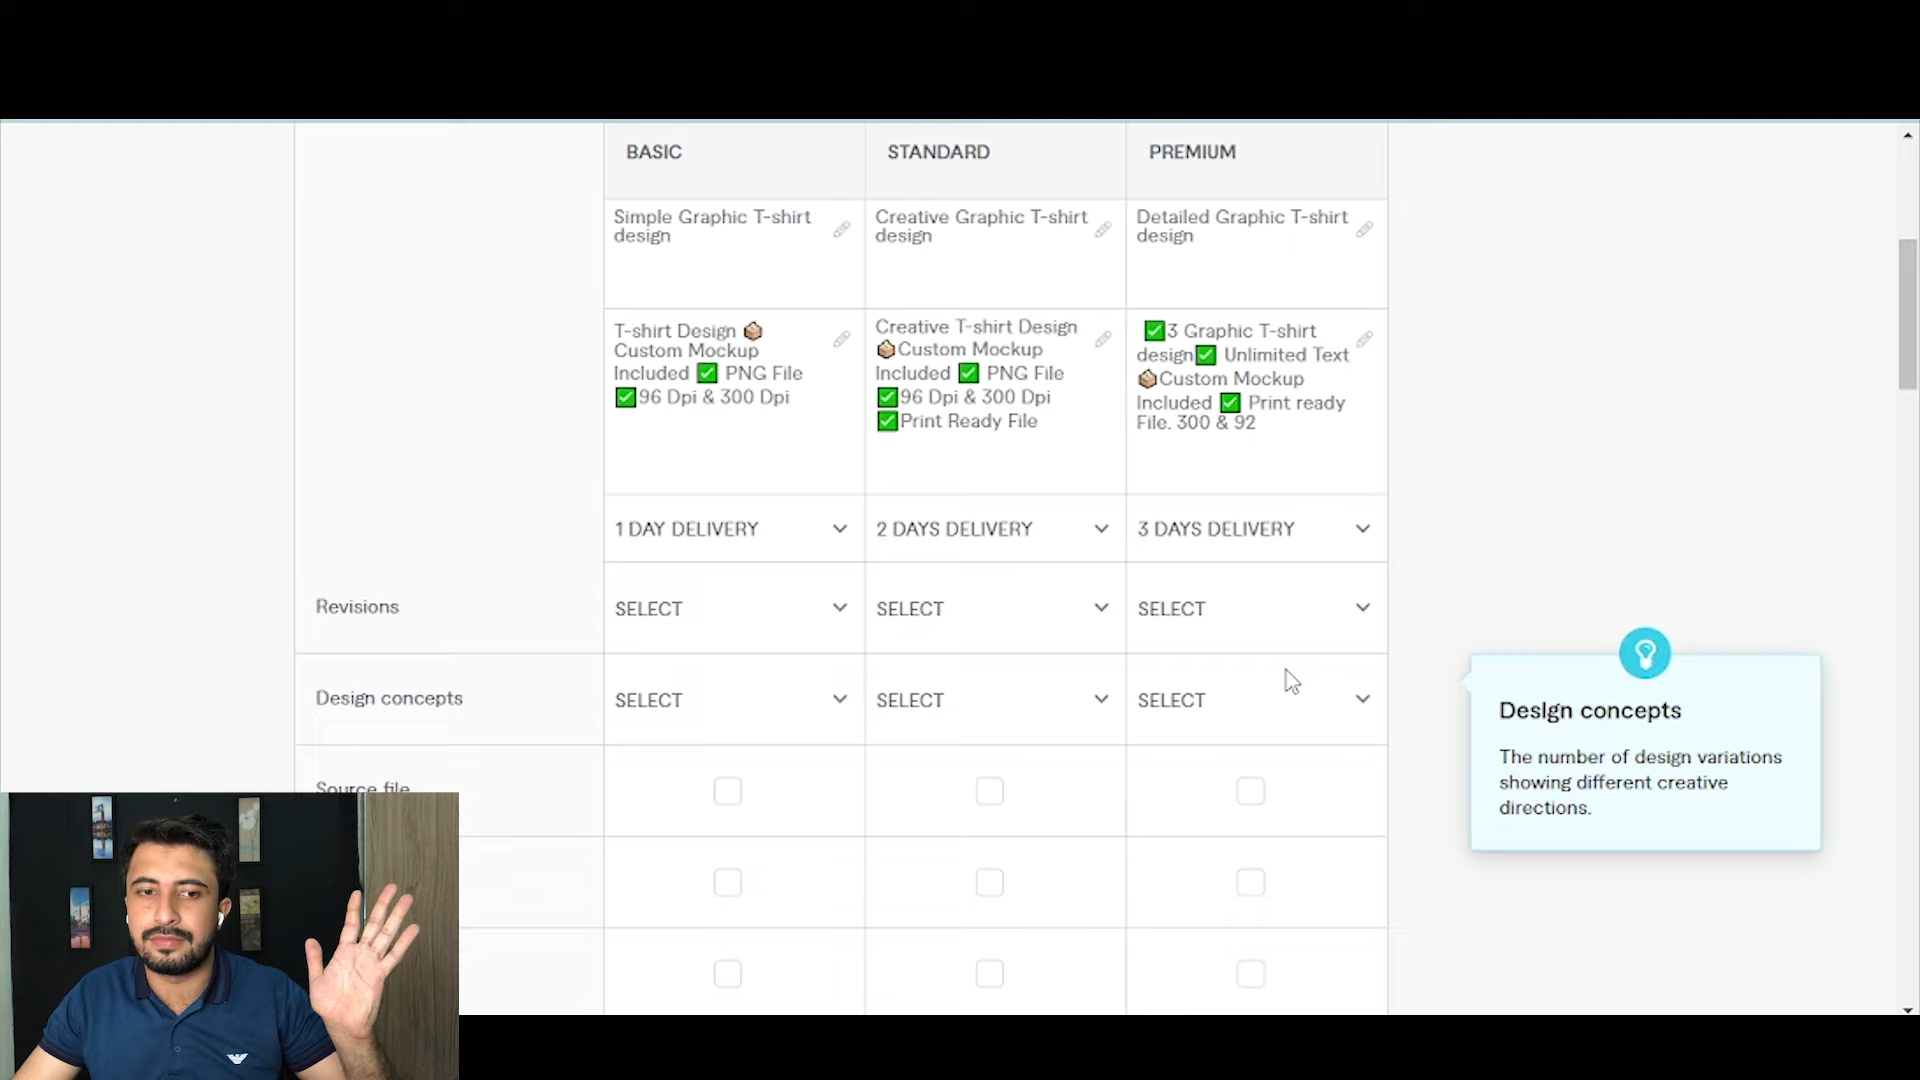 BASIC
STANDARD
PREMIUM
Simple Graphic T-shirt
design
Creative Graphic T-shirt
design
Detailed Graphic T-shirt
design
T-shirt Design 📦
Custom Mockup
Included ✅ PNG File
✅96 Dpi & 300 Dpi
Creative T-shirt Design
📦Custom Mockup
Included ✅ PNG File
✅96 Dpi & 300 Dpi
✅Print Ready File
✅3 Graphic T-shirt
design✅ Unlimited Text
📦Custom Mockup
Included ✅ Print ready
File. 300 & 92
1 DAY DELIVERY
2 DAYS DELIVERY
3 DAYS DELIVERY
Revisions
SELECT
SELECT
SELECT
Design concepts
SELECT
SELECT
SELECT
Source file
Design concepts
The number of design variations
showing different creative
directions.